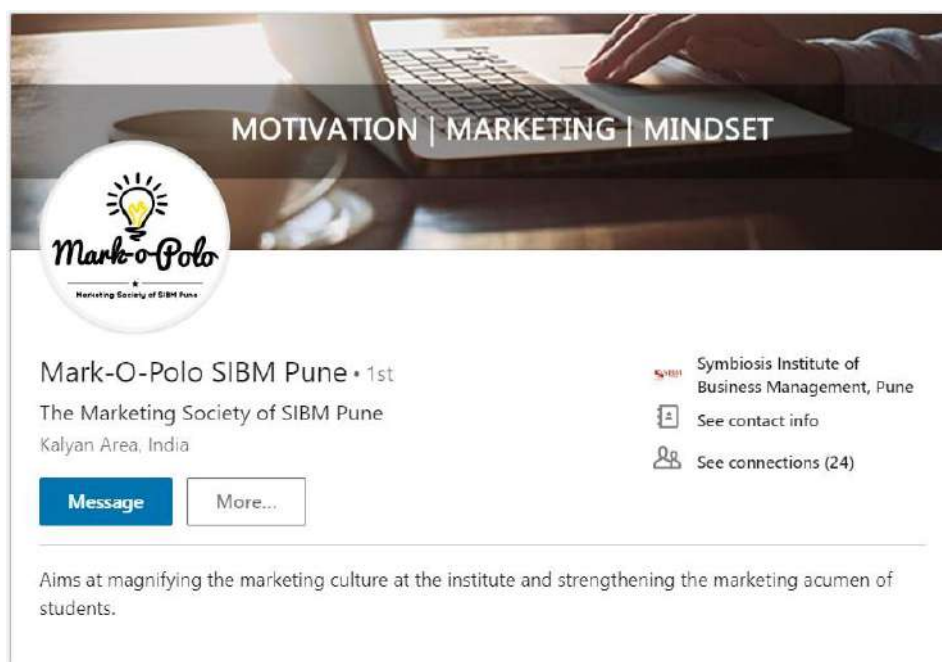 MOTIVATION | MARKETING | MINDSET
Mark-o-Polo
Marketing Society of SIBM Pune
Mark-O-Polo SIBM Pune • 1st
The Marketing Society of SIBM Pune
Kalyan Area, India
Message
More...
SIBM
Symbiosis Institute of
Business Management, Pune
See contact info
See connections (24)
Aims at magnifying the marketing culture at the institute and strengthening the marketing acumen of
students.